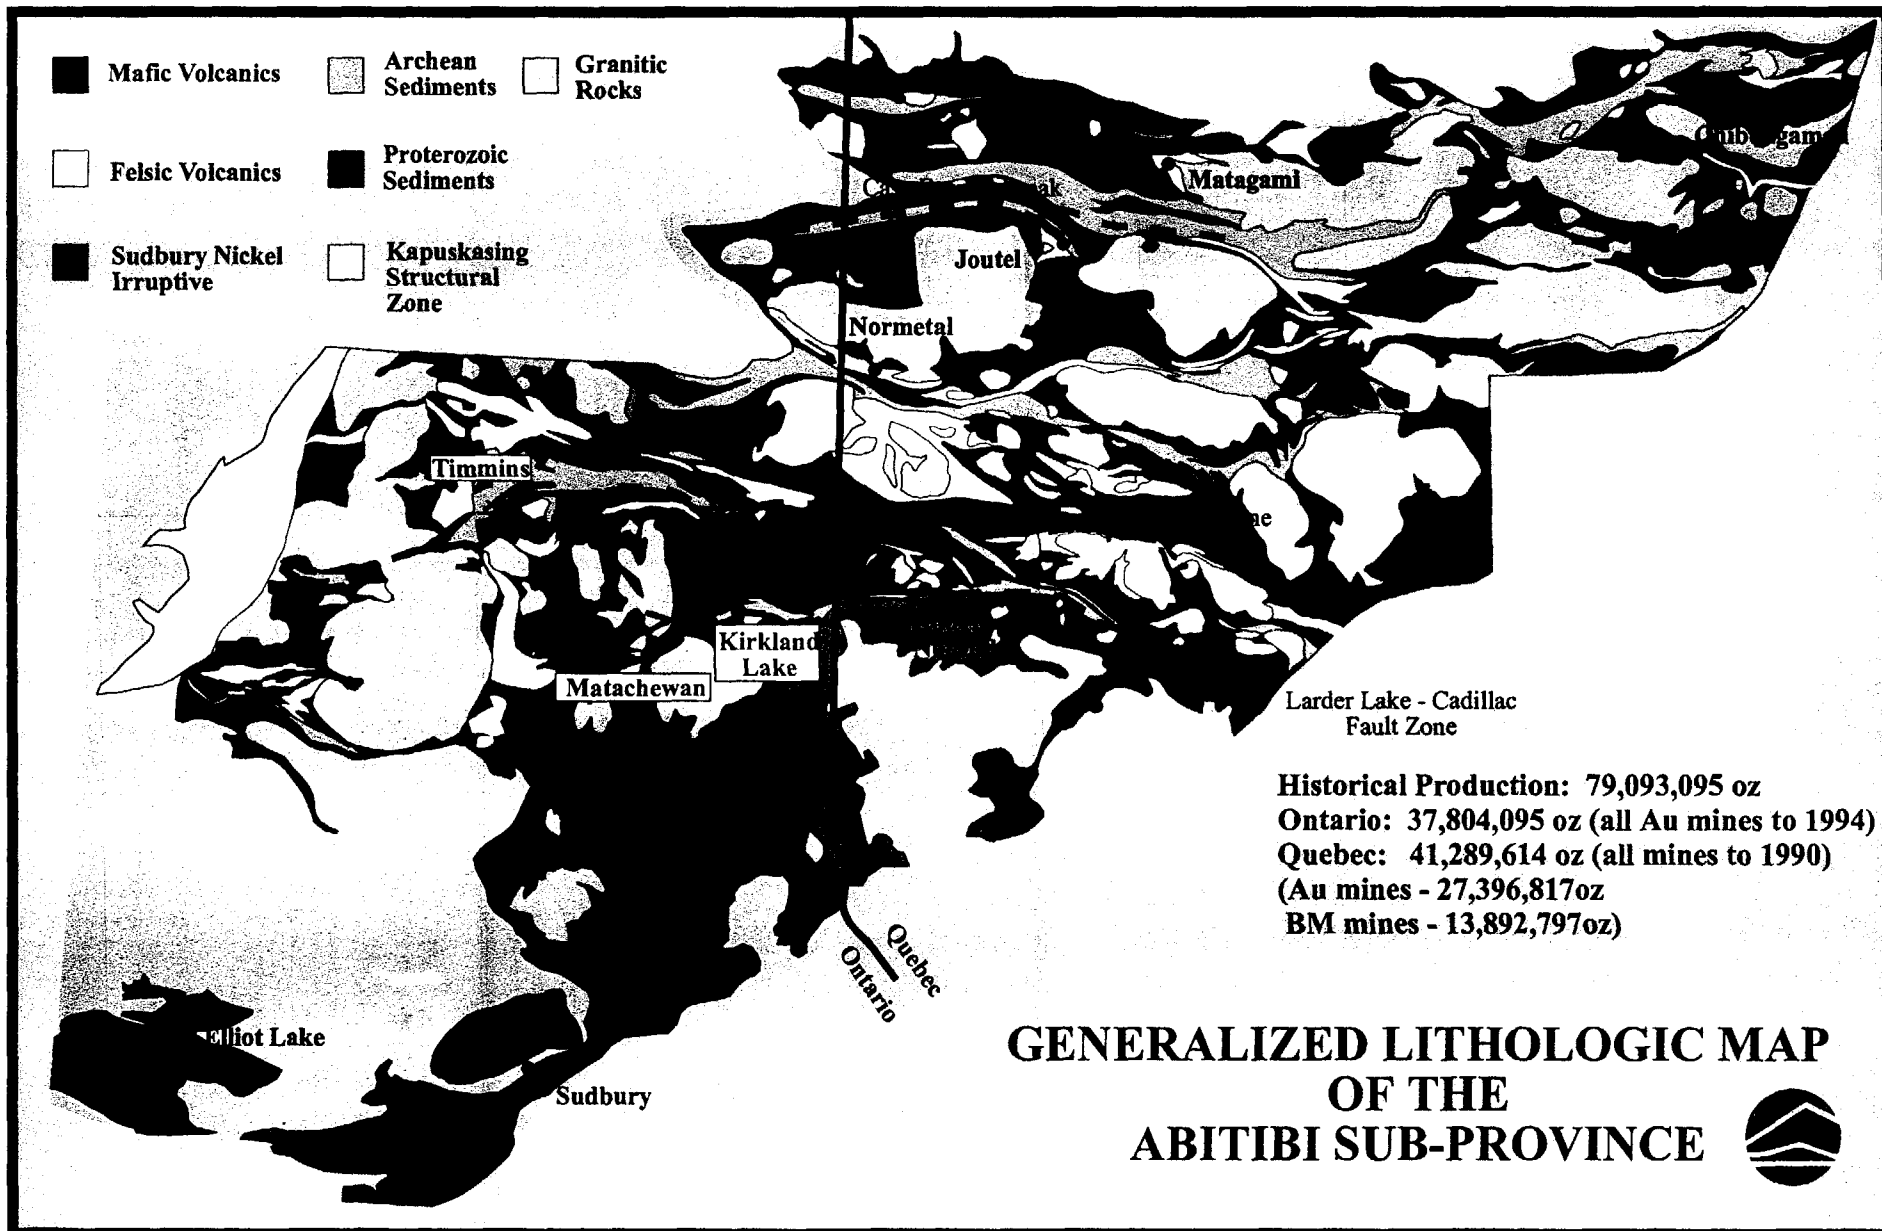 Mafic Volcanics
Archean
Sediments
Granitic
Rocks
Felsic Volcanics
Proterozoic
Sediments
Sudbury Nickel
Irruptive
Kapuskasing
Structural
Zone
Matagami
Joutel
Normetal
Timmins
Kirkland
Lake
Matachewan
Larder Lake - Cadillac
Fault Zone
Historical Production: 79,093,095 oz
Ontario: 37,804,095 oz (all Au mines to 1994)
Quebec: 41,289,614 oz (all mines to 1990)
(Au mines - 27,396,817oz
BM mines - 13,892,797oz)
Quebec
Ontario
Elliot Lake
Sudbury
GENERALIZED LITHOLOGIC MAP
OF THE
ABITIBI SUB-PROVINCE